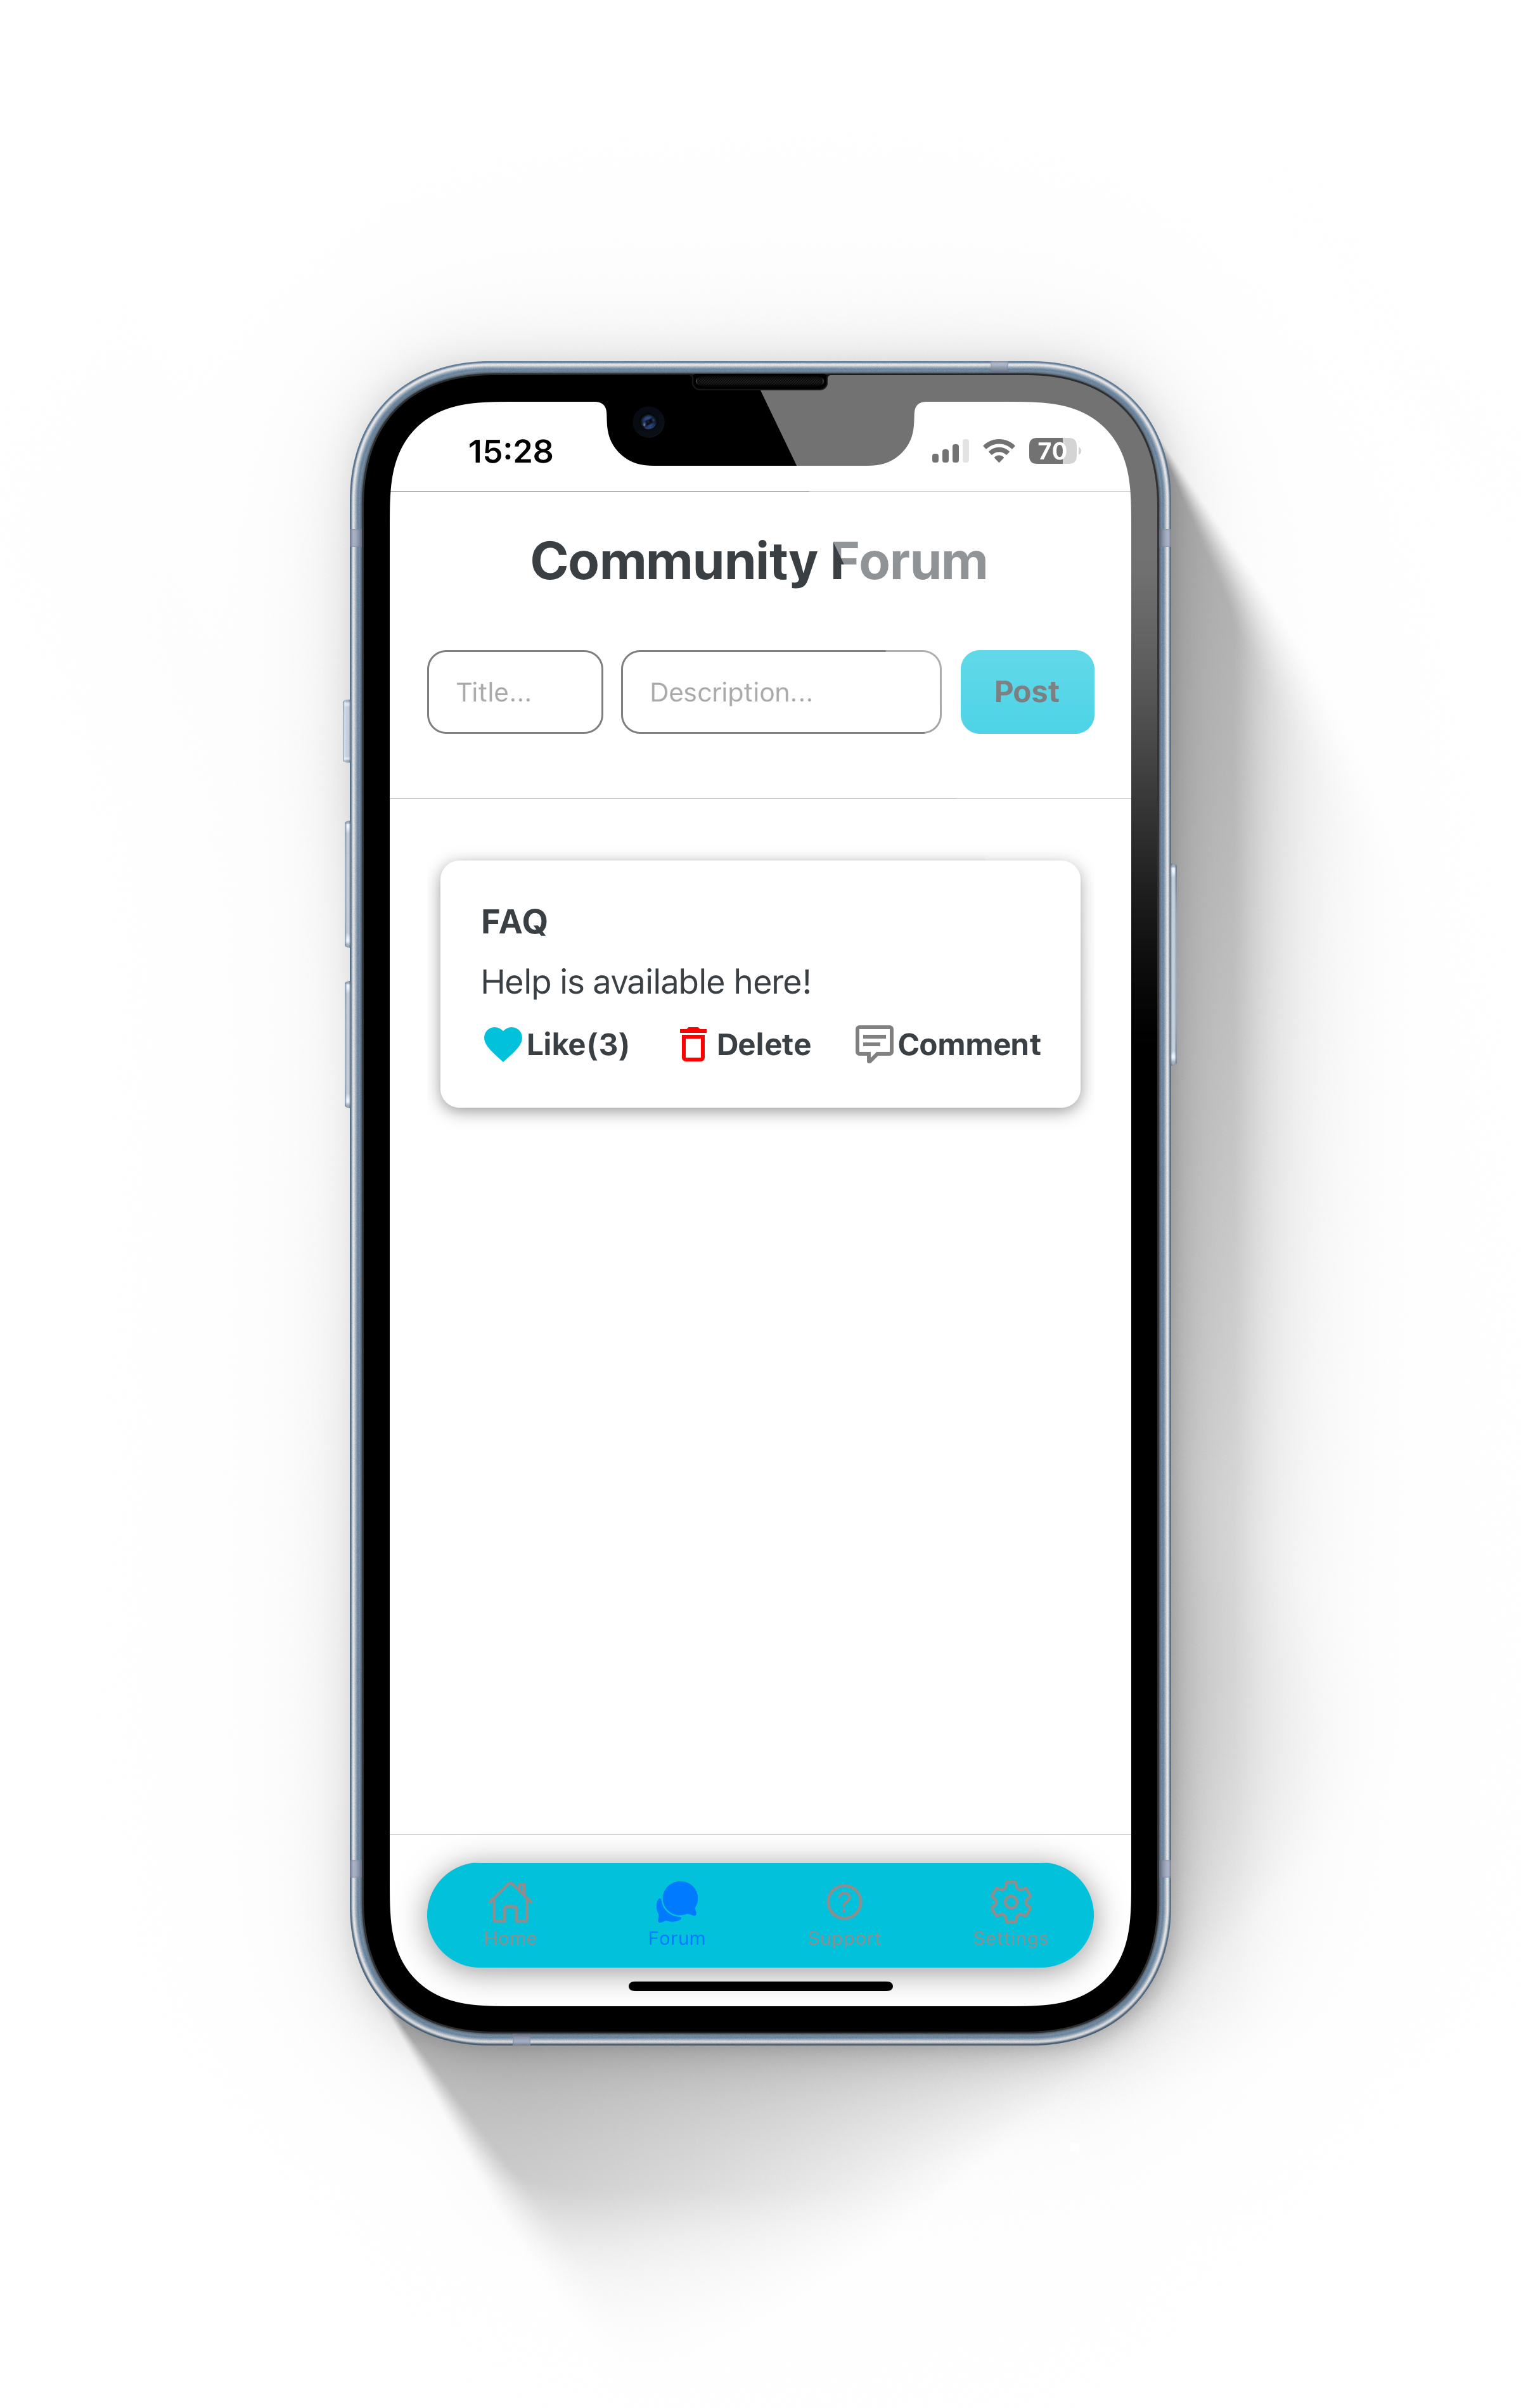 15:28 70
Community Forum
Title... Description... Post
FAQ
Help is available here!
Like(3) Delete Comment
Home Forum Support Settings